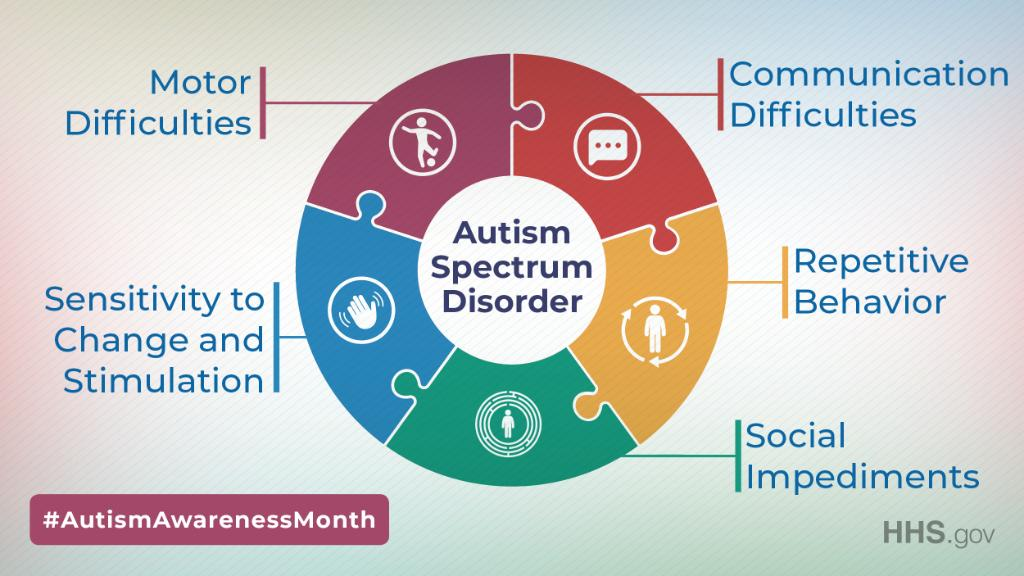 Motor
Difficulties
Communication
Difficulties
Autism
Spectrum
Disorder
Repetitive
Behavior
Sensitivity to
Change and
Stimulation
Social
Impediments
#AutismAwarenessMonth
HHS.gov